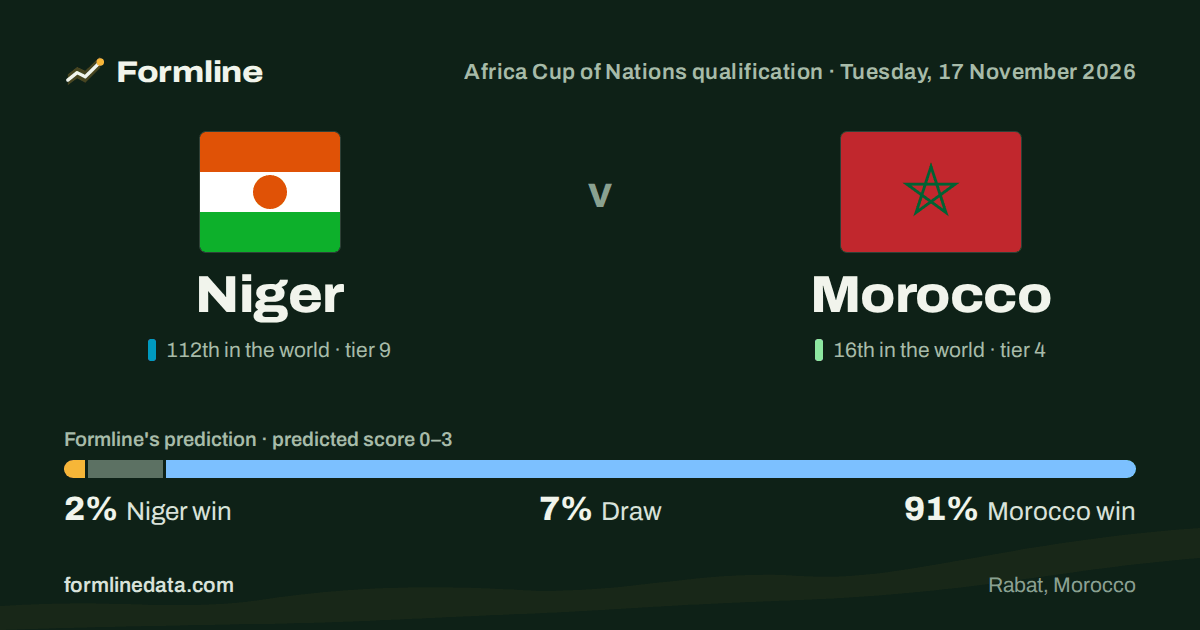 Formline
Africa Cup of Nations qualification · Tuesday, 17 November 2026
v
Niger
112th in the world · tier 9
Morocco
16th in the world · tier 4
Formline's prediction · predicted score 0–3
2% Niger win
7% Draw
91% Morocco win
formlinedata.com
Rabat, Morocco